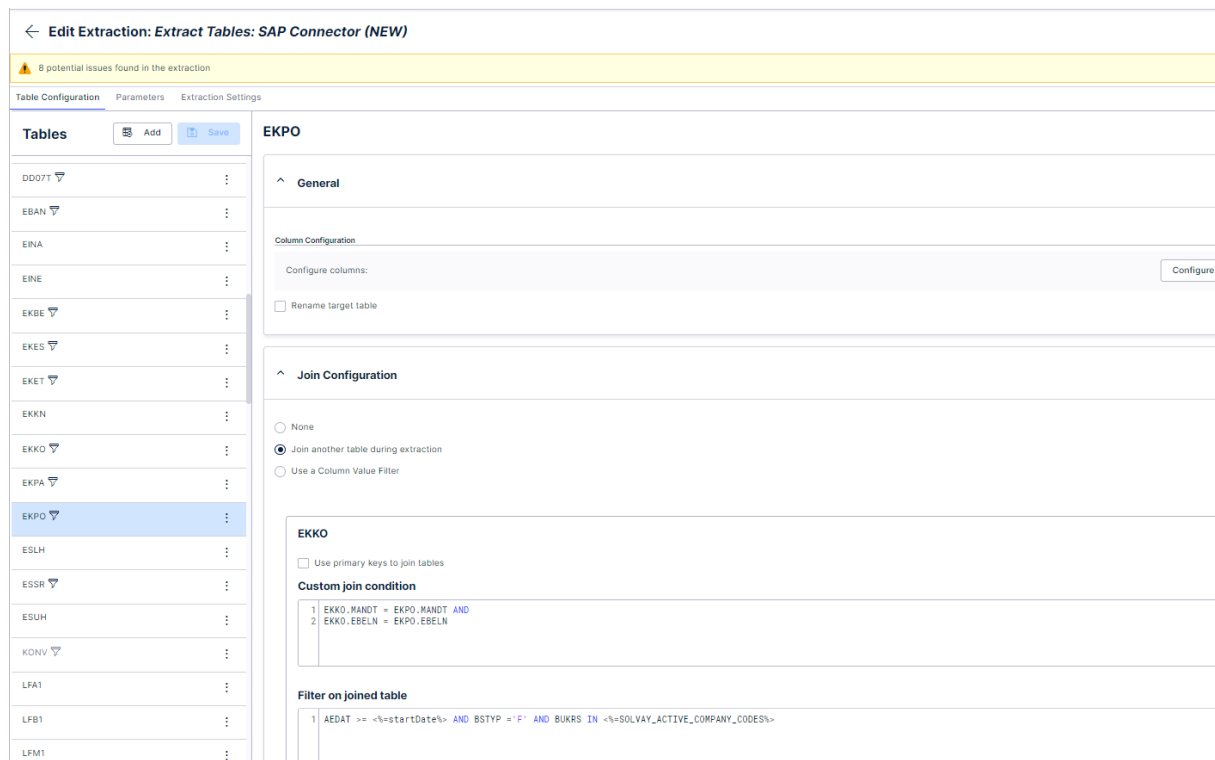 Edit Extraction: Extract Tables: SAP Connector (NEW)
8 potential issues found in the extraction
Table Configuration Parameters Extraction Settings
Tables
Add
Save
DD07T
EBAN
EINA
EINE
EKBE
EKES
EKET
EKKN
EKKO
EKPA
EKPO
ESLH
ESSR
ESUH
KONV
LFA1
LFB1
LFM1
EKPO
General
Column Configuration
Configure columns:
Configure
Rename target table
Join Configuration
None
Join another table during extraction
Use a Column Value Filter
EKKO
Use primary keys to join tables
Custom join condition
1 EKKO.MANDT = EKPO.MANDT AND
2 EKKO.EBELN = EKPO.EBELN
Filter on joined table
1 AEDAT >= <%=startDate%> AND BSTYP ='F' AND BUKRS IN <%=SOLVAY_ACTIVE_COMPANY_CODES%>